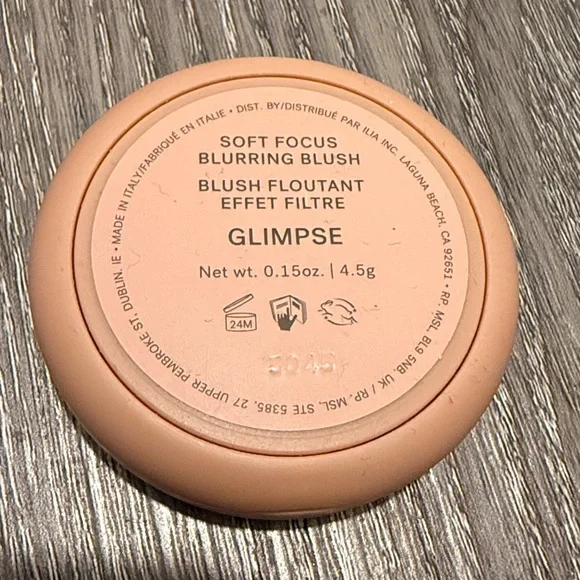 SOFT FOCUS
BLURRING BLUSH
BLUSH FLOUTANT
EFFET FILTRE
GLIMPSE
Net wt. 0.15oz. | 4.5g
24M
• MADE IN ITALY/FABRIQUÉ EN ITALIE • DIST. BY/DISTRIBUÉ PAR ILIA INC. LAGUNA BEACH, CA 92651 • RP. MSL, BL9 5NB. UK / RP. MSL, STE 5385, 27 UPPER PEMBROKE ST. DUBLIN. IE